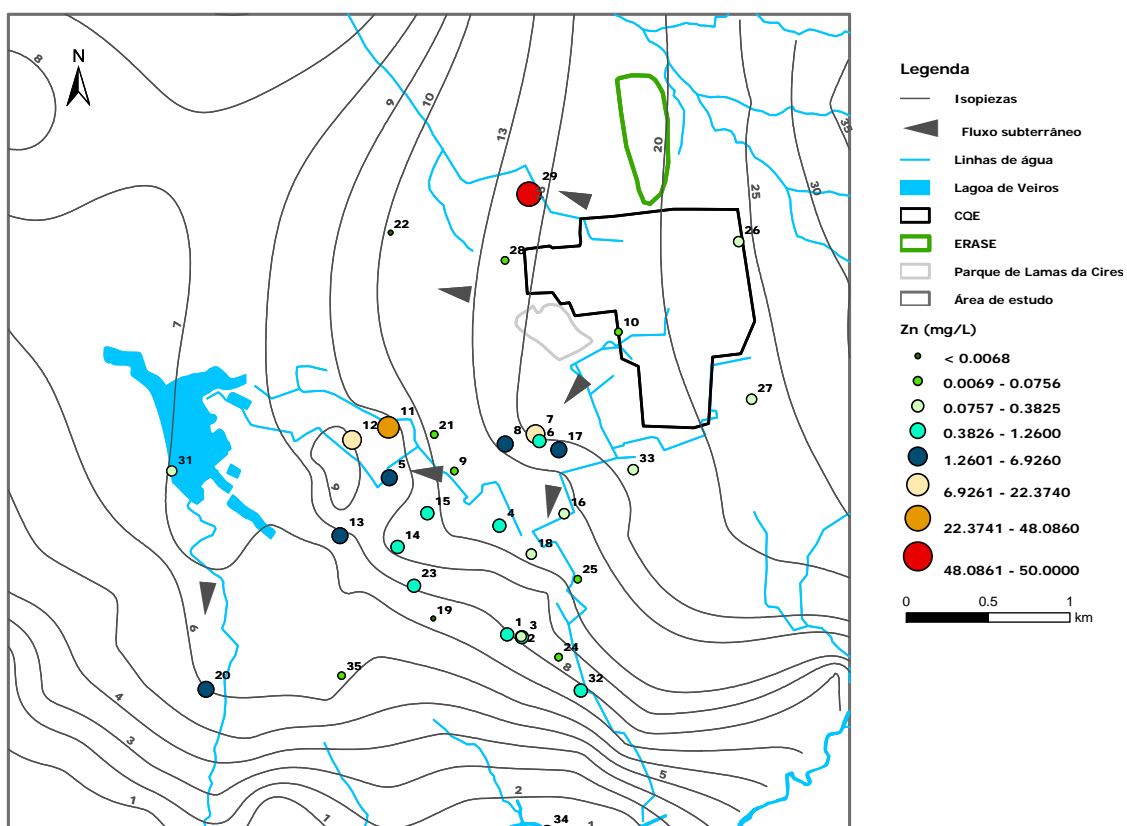 8
N
9
10
13
20
35
25
30
29
22
28
26
10
7
11
21
12
8
7
6
17
27
31
5
9
9
33
15
4
16
13
14
18
25
23
19
1
3
2
24
8
6
35
20
32
4
3
5
1
2
1
34
1
Legenda
Isopiezas
Fluxo subterrâneo
Linhas de água
Lagoa de Veiros
CQE
ERASE
Parque de Lamas da Cires
Área de estudo
Zn (mg/L)
< 0.0068
0.0069 - 0.0756
0.0757 - 0.3825
0.3826 - 1.2600
1.2601 - 6.9260
6.9261 - 22.3740
22.3741 - 48.0860
48.0861 - 50.0000
0 0.5 1
km